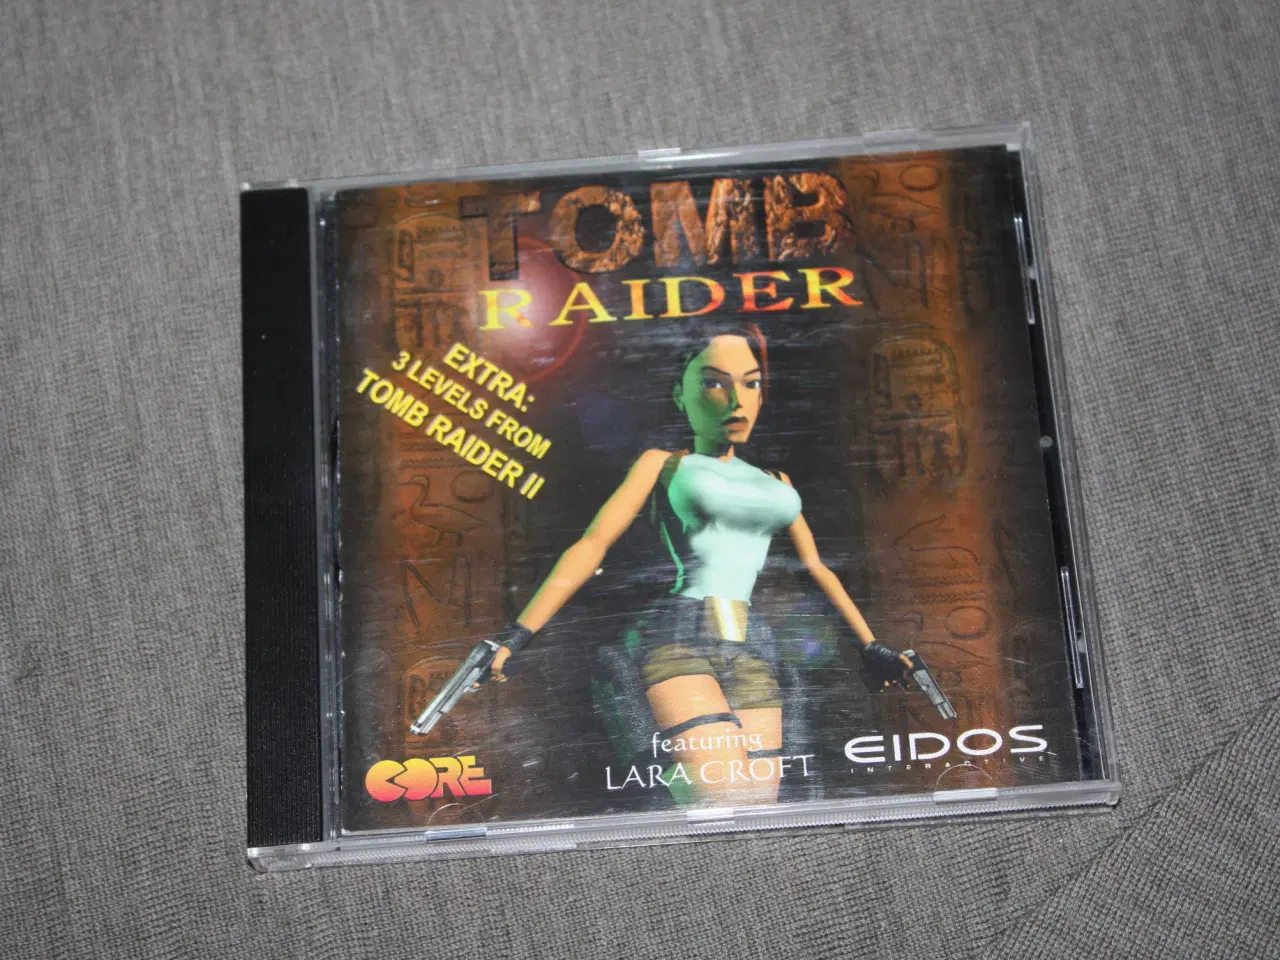 TOMB
RAIDER
EXTRA:
3 LEVELS FROM
TOMB RAIDER II
featuring
LARA CROFT
CORE
EIDOS
INTERACTIVE